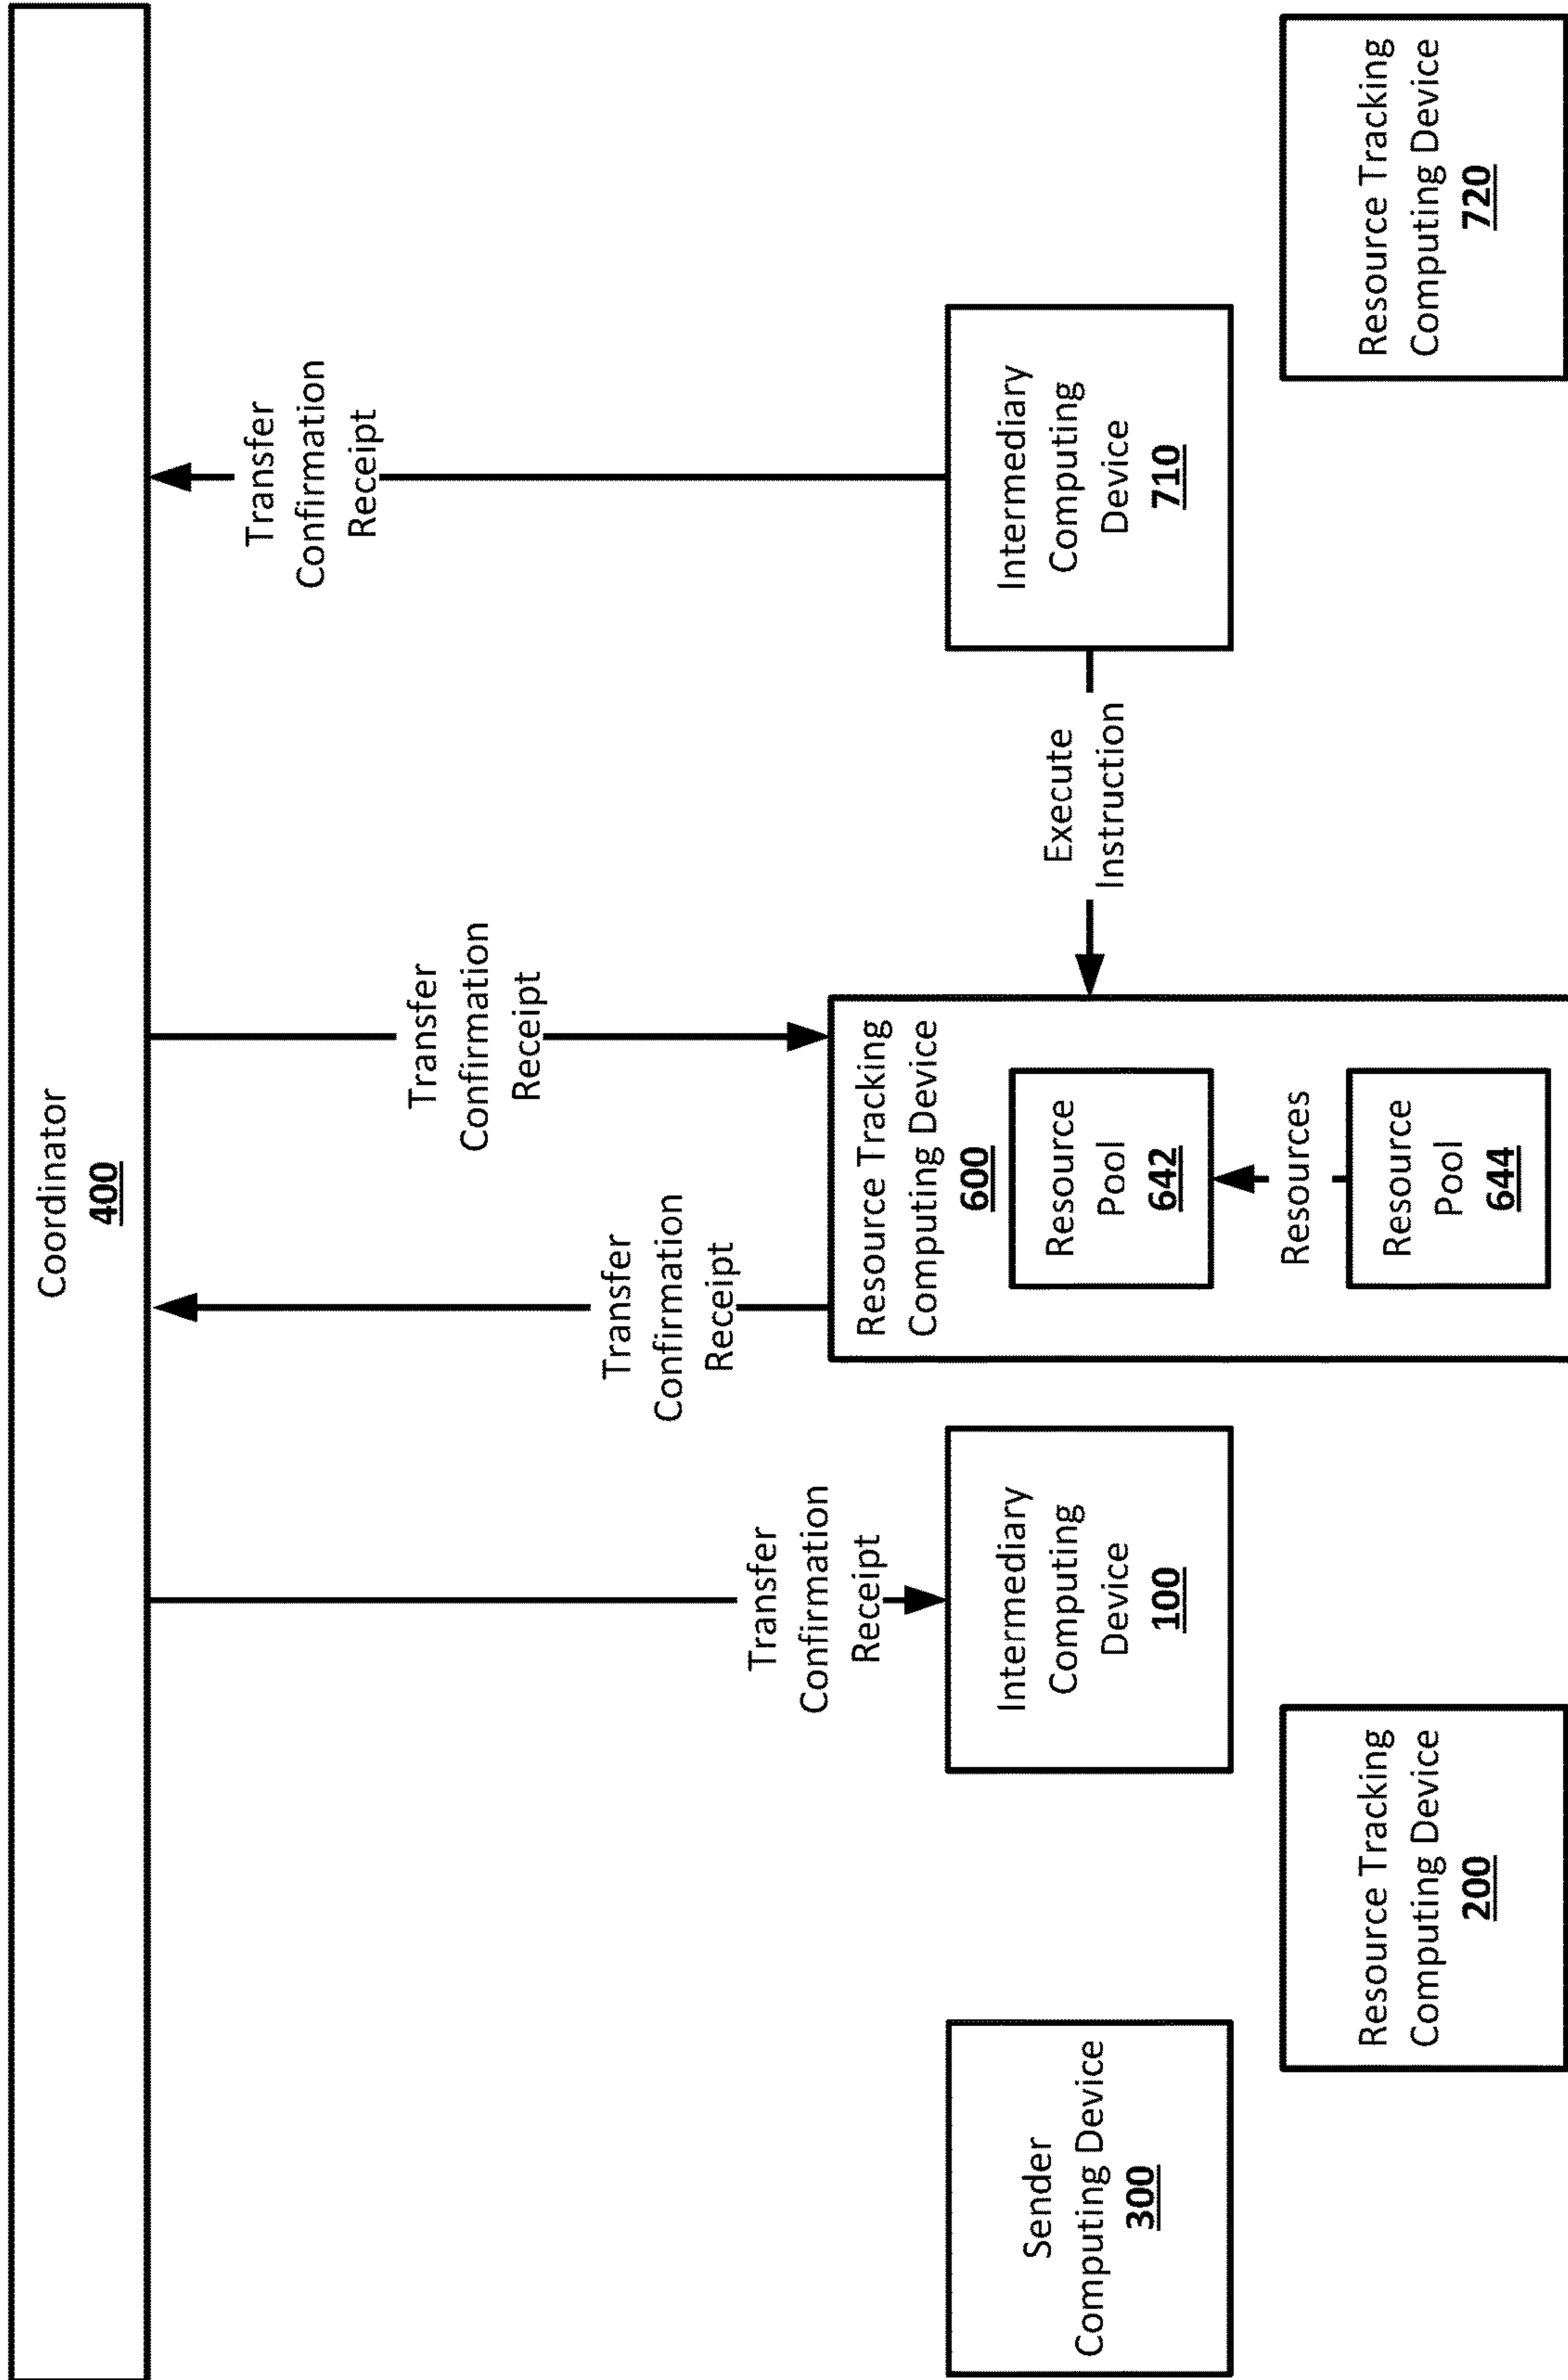 Coordinator
400
Transfer
Confirmation
Receipt
Transfer
Confirmation
Receipt
Transfer
Confirmation
Receipt
Transfer
Confirmation
Receipt
Sender
Computing Device
300
Resource Tracking
Computing Device
200
Intermediary
Computing
Device
100
Resource Tracking
Computing Device
600
Resource
Pool
642
Resources
Resource
Pool
644
Execute
Instruction
Intermediary
Computing
Device
710
Resource Tracking
Computing Device
720